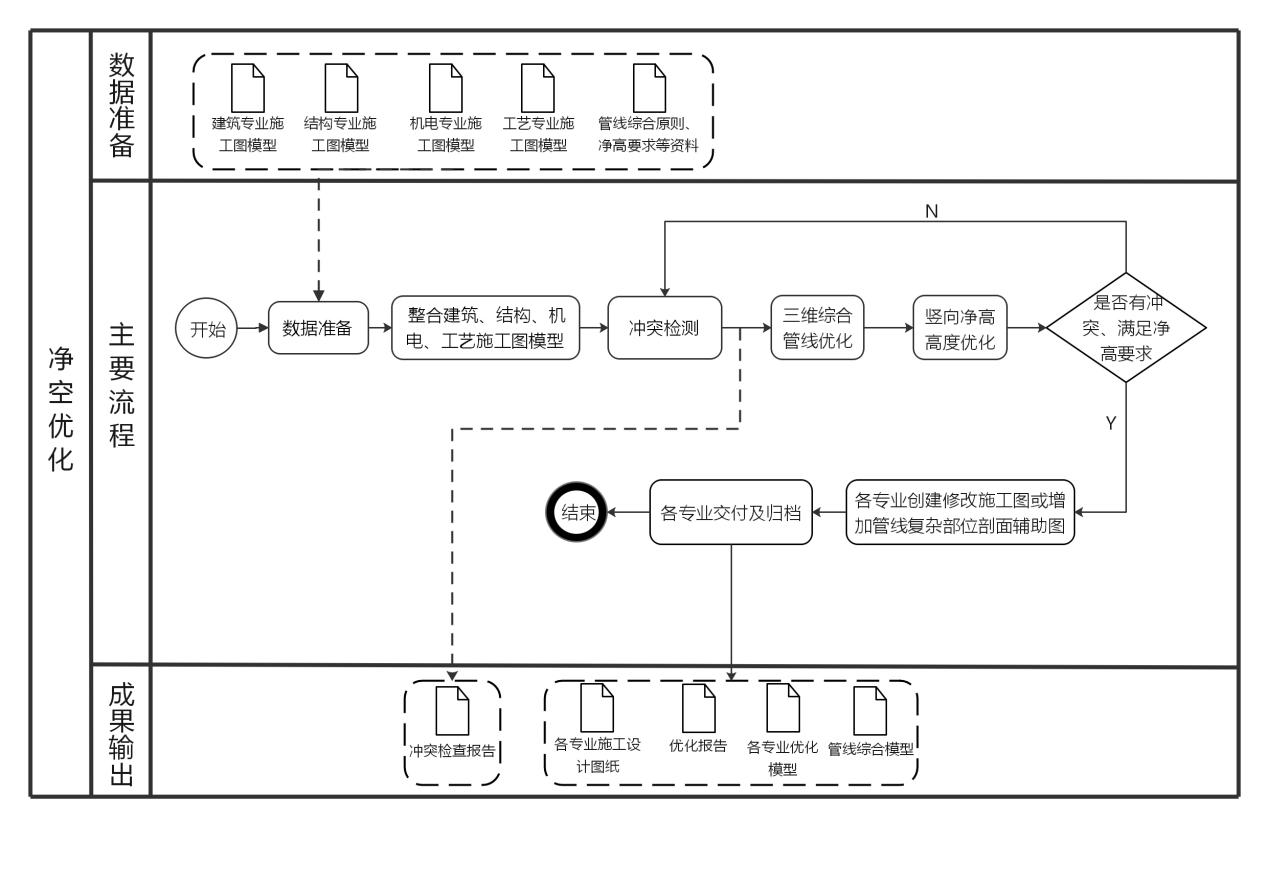 净空优化
数据准备
建筑专业施
工图模型
结构专业施
工图模型
机电专业施
工图模型
工艺专业施
工图模型
管线综合原则、
净高要求等资料
主要流程
N
开始
数据准备
整合建筑、结构、机
电、工艺施工图模型
冲突检测
三维综合
管线优化
竖向净高
高度优化
是否有冲
突、满足净
高要求
Y
结束
各专业交付及归档
各专业创建修改施工图或增
加管线复杂部位剖面辅助图
成果输出
冲突检查报告
各专业施工设
计图纸
优化报告
各专业优化
模型
管线综合模型